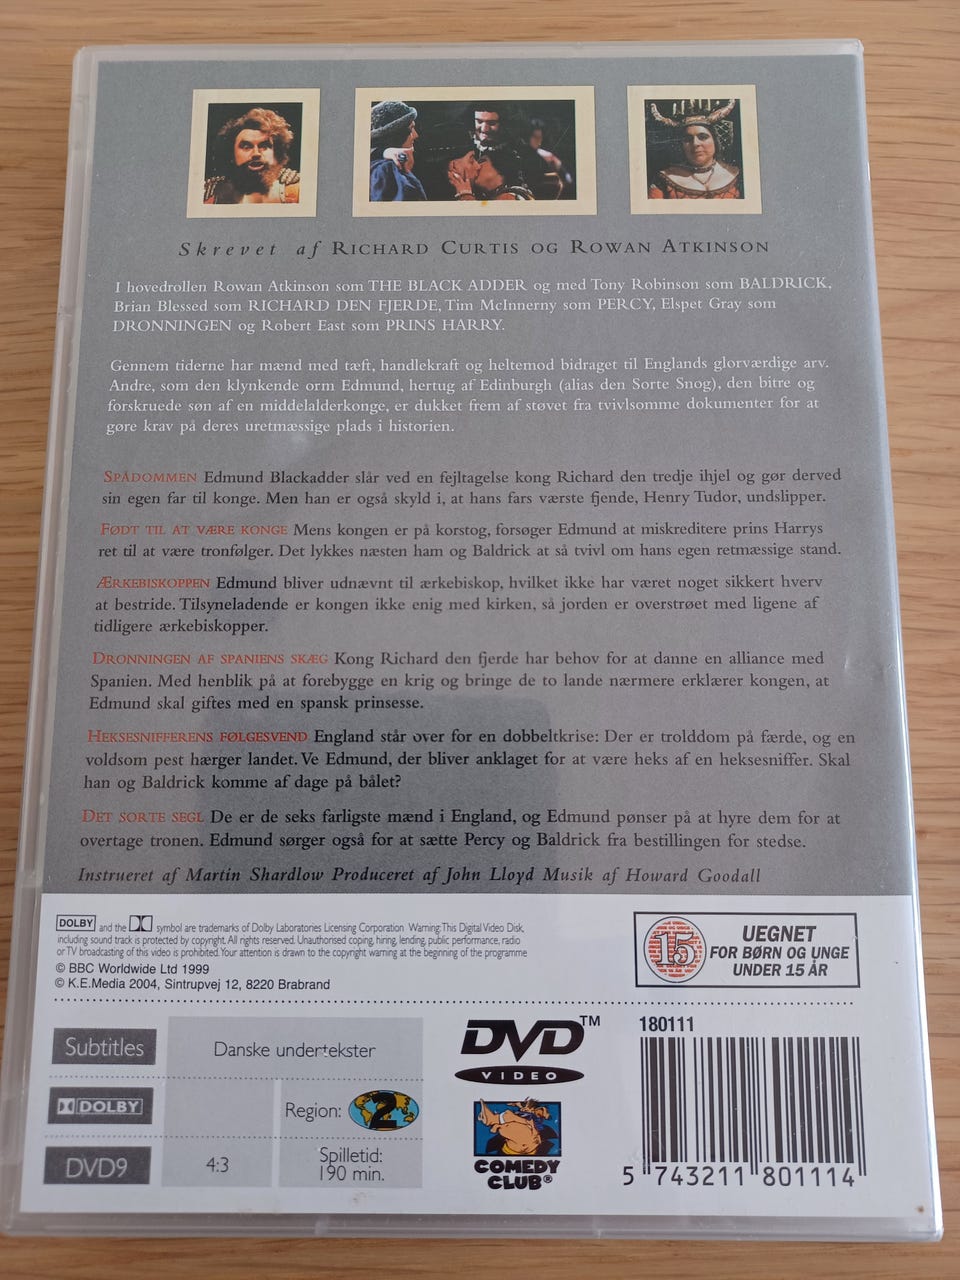 Skrevet af RICHARD CURTIS OG ROWAN ATKINSON
I hovedrollen Rowan Atkinson som THE BLACK ADDER og med Tony Robinson som BALDRICK,
Brian Blessed som RICHARD DEN FJERDE, Tim McInnerny som PERCY, Elspet Gray som
DRONNINGEN og Robert East som PRINS HARRY.
Gennem tiderne har mænd med tæft, handlekraft og heltemod bidraget til Englands glorværdige arv.
Andre, som den klynkende orm Edmund, hertug af Edinburgh (alias den Sorte Snog), den bitre og
forskruede søn af en middelalderkonge, er dukket frem af støvet fra tvivlsomme dokumenter for at
gøre krav på deres uretmæssige plads i historien.
SPÅDOMMEN Edmund Blackadder slår ved en fejltagelse kong Richard den tredje ihjel og gør derved
sin egen far til konge. Men han er også skyld i, at hans fars værste fjende, Henry Tudor, undslipper.
FØDT TIL AT VÆRE KONGE Mens kongen er på korstog, forsøger Edmund at miskreditere prins Harrys
ret til at være tronfølger. Det lykkes næsten ham og Baldrick at så tvivl om hans egen retmæssige stand.
ÆRKEBISKOPPEN Edmund bliver udnævnt til ærkebiskop, hvilket ikke har været noget sikkert hverv
at bestride. Tilsyneladende er kongen ikke enig med kirken, så jorden er overstrøet med ligene af
tidligere ærkebiskopper.
DRONNINGEN AF SPANIENS SKÆG Kong Richard den fjerde har behov for at danne en alliance med
Spanien. Med henblik på at forebygge en krig og bringe de to lande nærmere erklærer kongen, at
Edmund skal giftes med en spansk prinsesse.
HEKSESNIFFERENS FØLGESVEND England står over for en dobbeltkrise: Der er trolddom på færde, og en
voldsom pest hærger landet. Ve Edmund, der bliver anklaget for at være heks af en heksesniffer. Skal
han og Baldrick komme af dage på bålet?
DET SORTE SEGL De er de seks farligste mænd i England, og Edmund pønser på at hyre dem for at
overtage tronen. Edmund sørger også for at sætte Percy og Baldrick fra bestillingen for stedse.
Instrueret af Martin Shardlow Produceret af John Lloyd Musik af Howard Goodall
DOLBY and the symbol are trademarks of Dolby Laboratories Licensing Corporation Warning: This Digital Video Disk,
including sound track is protected by copyright. All rights reserved. Unauthorised coping, hiring, lending, public performance, radio
or TV broadcasting of this video is prohibited. Your attention is drawn to the copyright warning at the beginning of the programme
© BBC Worldwide Ltd 1999
© K.E.Media 2004, Sintrupvej 12, 8220 Brabrand
15
UEGNET
FOR BØRN OG UNGE
UNDER 15 ÅR
Subtitles
Danske undertekster
DOLBY
Region: 2
DVD9
4:3
Spilletid:
190 min.
DVD™
VIDEO
COMEDY
CLUB®
180111
5 743211 801114